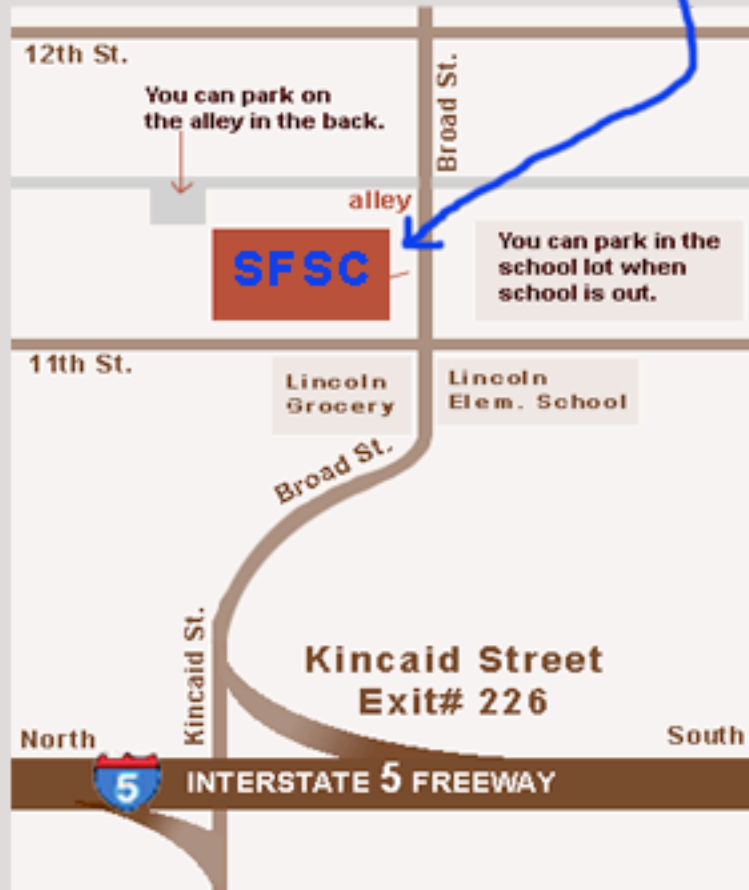 12th St.
Broad St.
You can park on
the alley in the back.
alley
SFSC
You can park in the
school lot when
school is out.
11th St.
Lincoln
Grocery
Lincoln
Elem. School
Broad St.
Kincaid St.
Kincaid Street
Exit# 226
North
South
5
INTERSTATE 5 FREEWAY